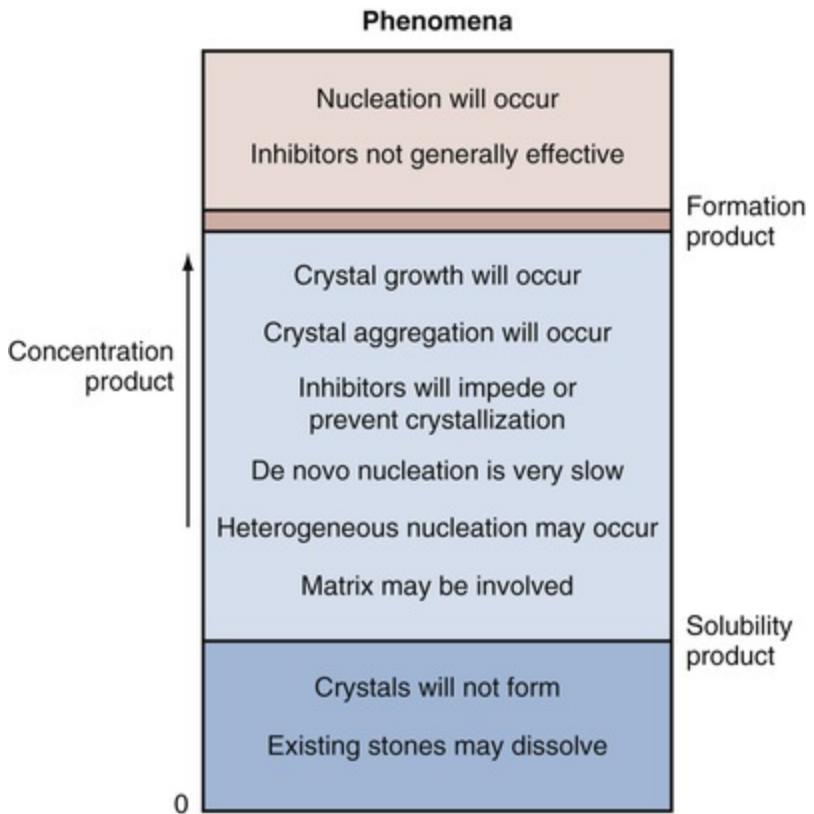 Phenomena
Nucleation will occur
Inhibitors not generally effective
Formation
product
Crystal growth will occur
Crystal aggregation will occur
Concentration
product
Inhibitors will impede or
prevent crystallization
De novo nucleation is very slow
Heterogeneous nucleation may occur
Matrix may be involved
Solubility
product
Crystals will not form
Existing stones may dissolve
0